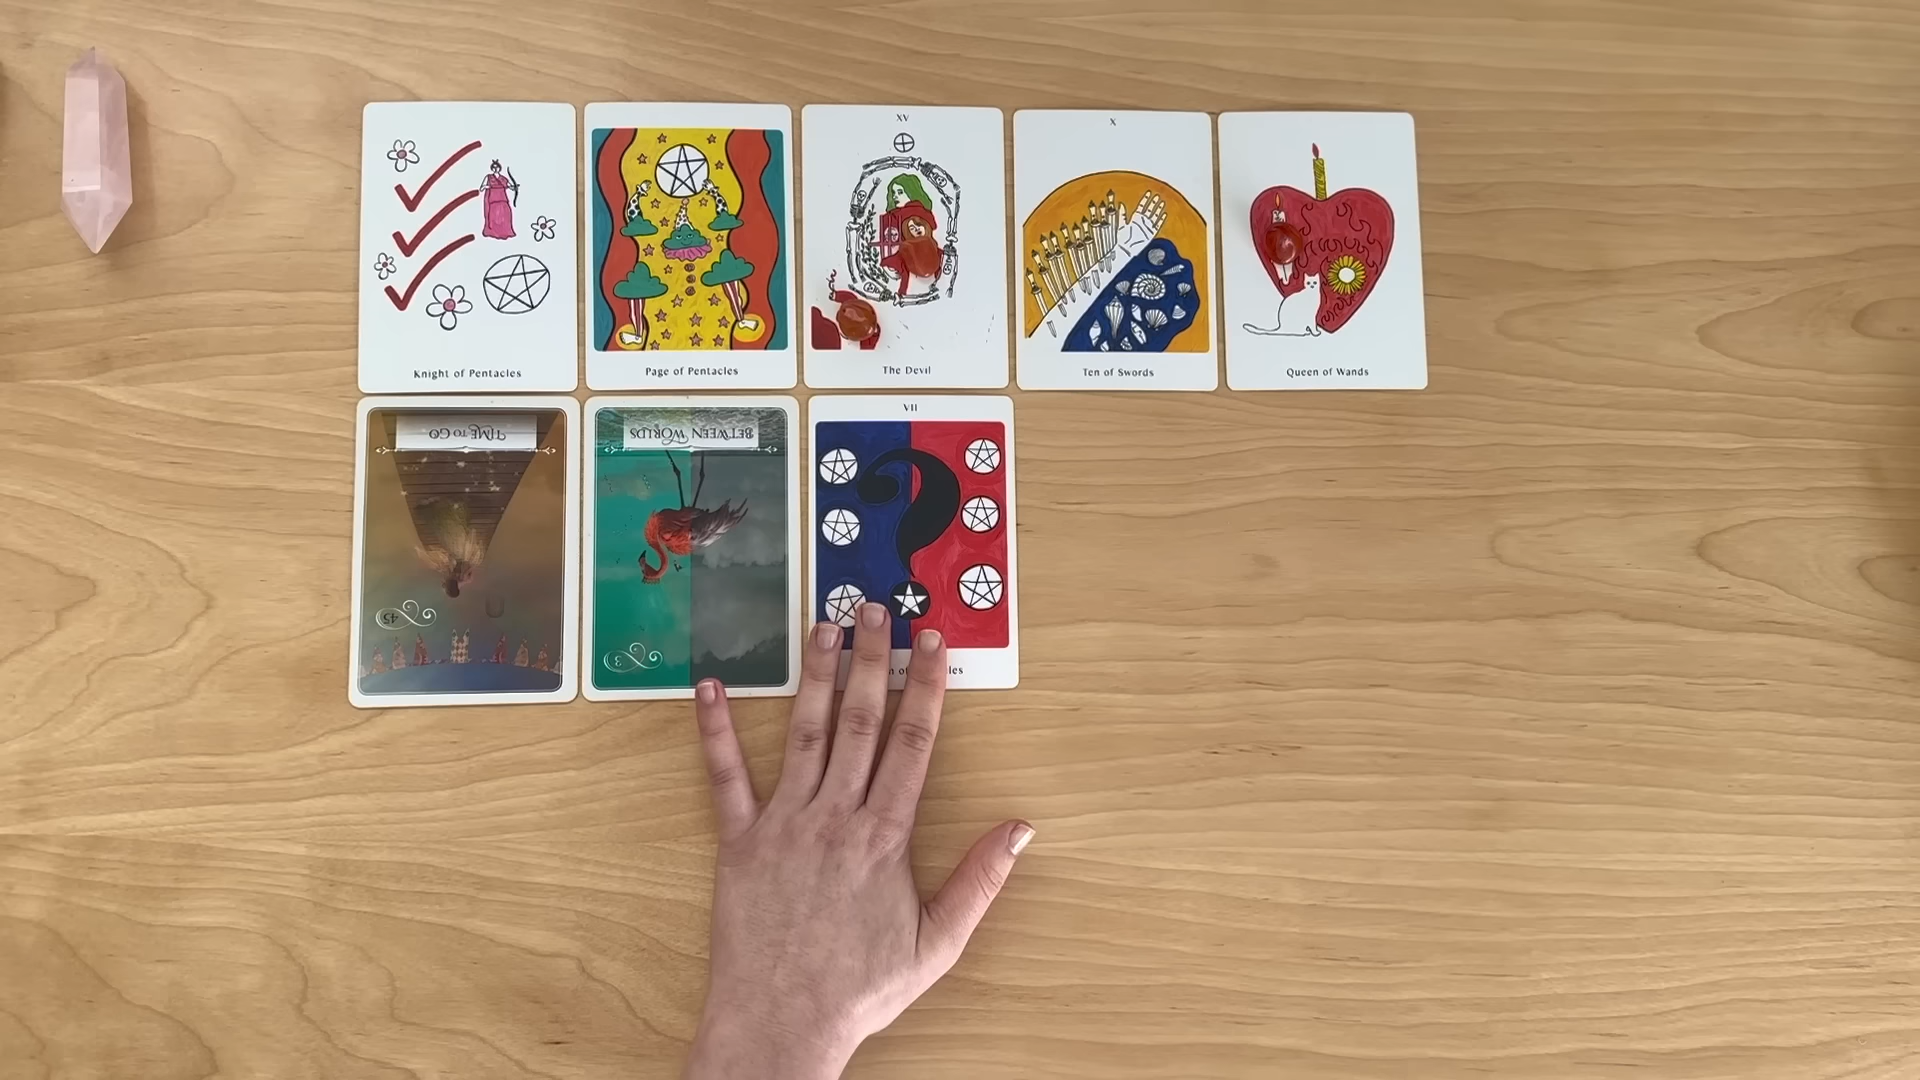 Knight of Pentacles
Page of Pentacles
XV
The Devil
X
Ten of Swords
Queen of Wands
TIME TO GO
45
BETWEEN WORLDS
3
VII